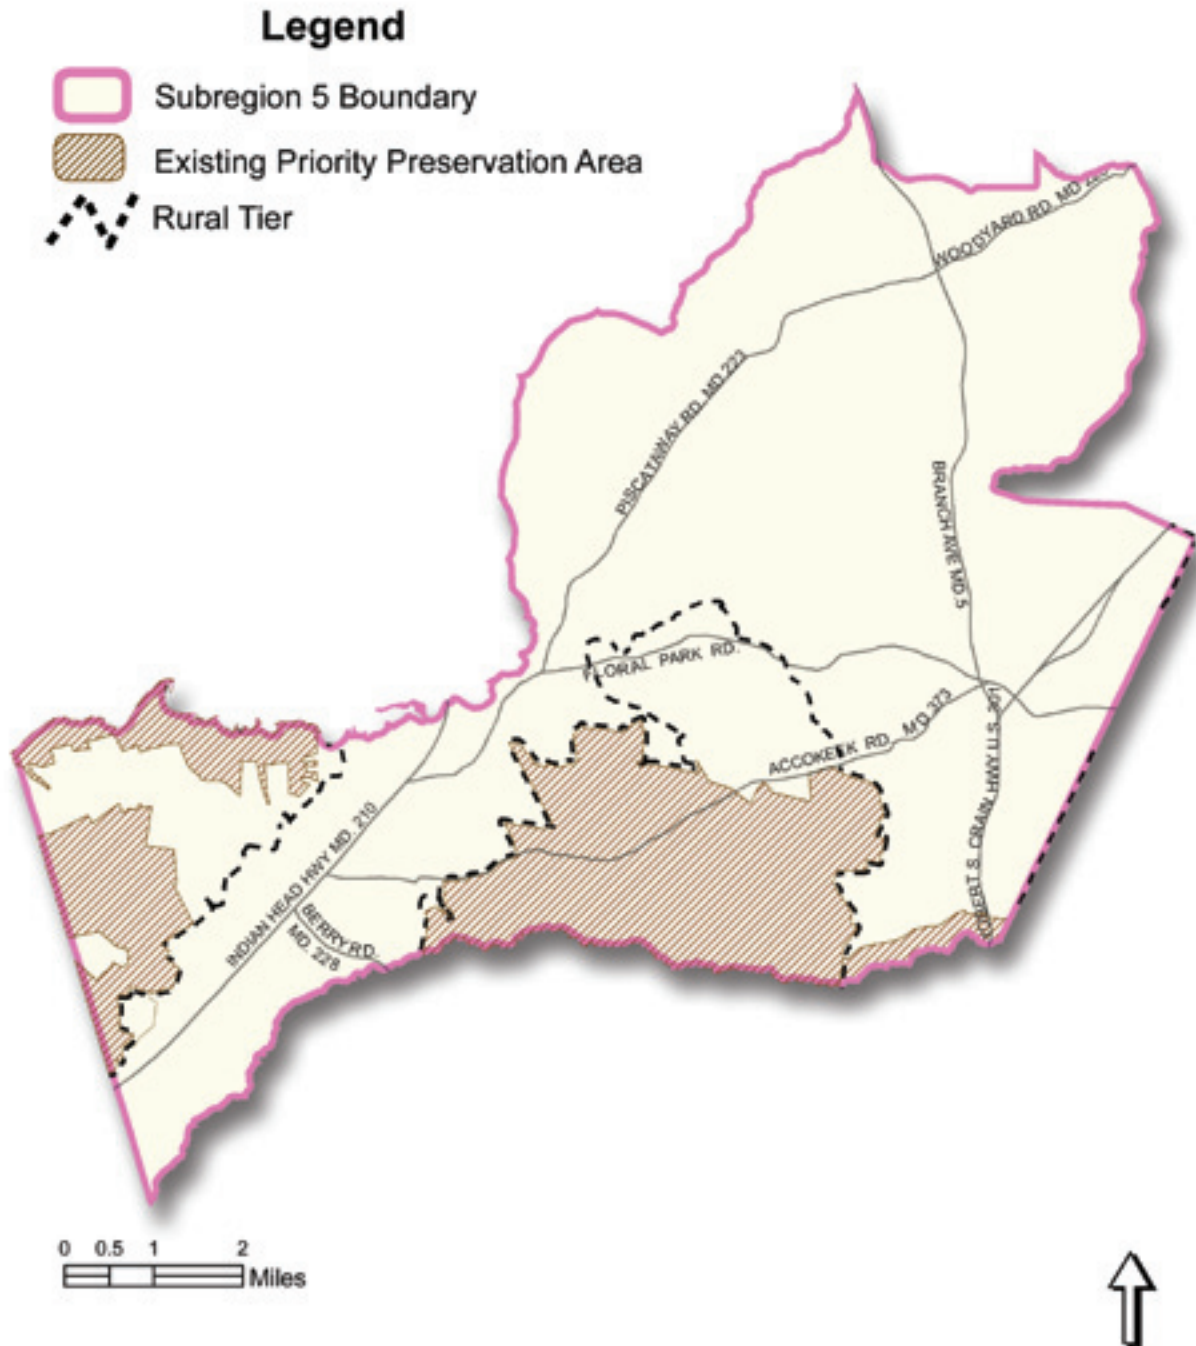 Legend
Subregion 5 Boundary
Existing Priority Preservation Area
Rural Tier
WOODYARD RD. MD
PISCATAWAY RD. MD.223
BRANCH AVE MD.5
FLORAL PARK RD.
ACCOKEEK RD. MD.373
S. CRAIN HWY U.S. 301
INDIAN HEAD HWY MD. 210
BERRY RD.
MD. 228
0 0.5 1 2
Miles